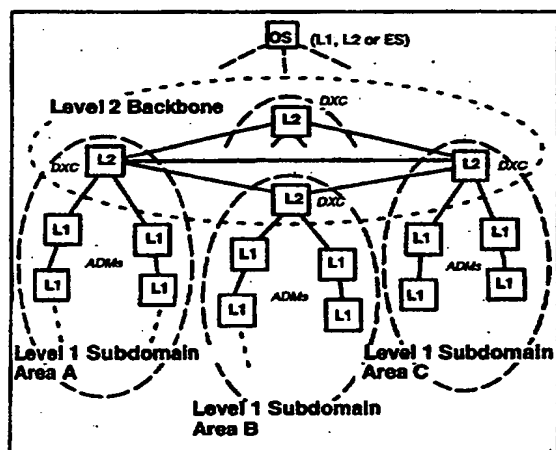 OS (L1, L2 or ES)
Level 2 Backbone
DXC
L2
DXC
L2
L2
DXC
L2
DXC
L1
L1
L1
L1
L1
L1
L1
L1
ADMs
ADMs
ADMs
L1
L1
L1
L1
Level 1 Subdomain
Area A
Level 1 Subdomain
Area C
Level 1 Subdomain
Area B